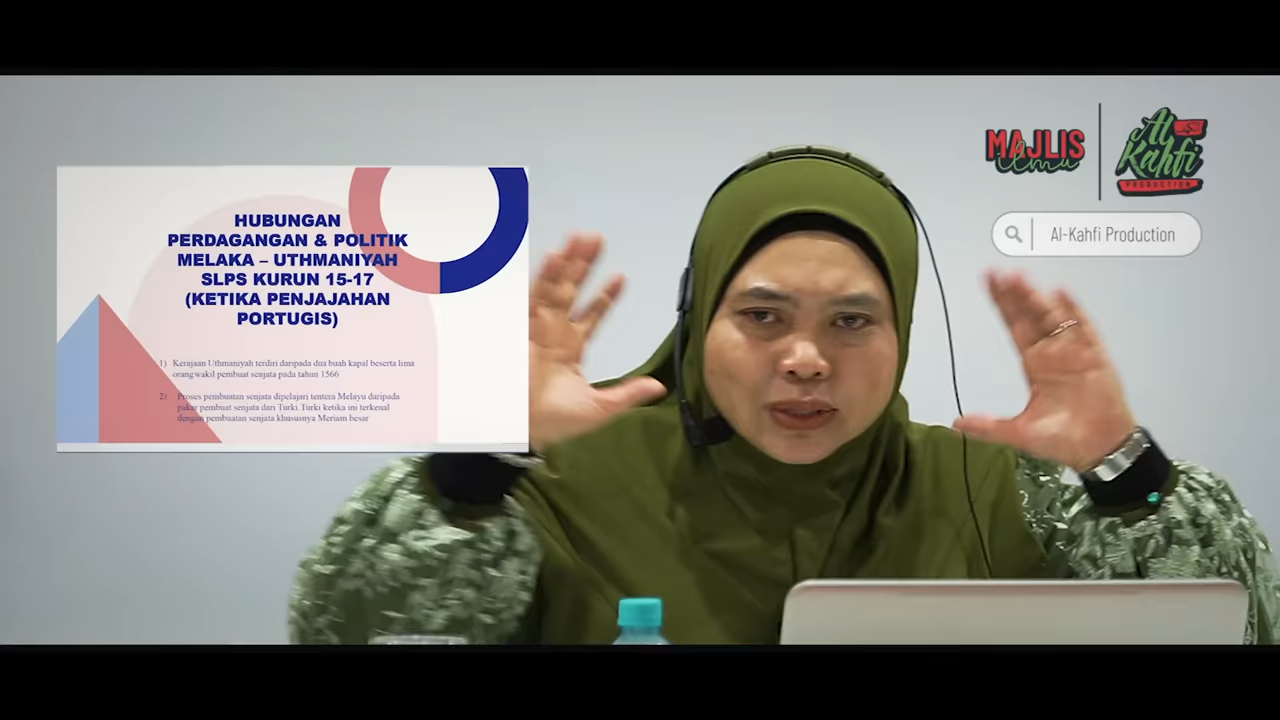 HUBUNGAN
PERDAGANGAN & POLITIK
MELAKA – UTHMANIYAH
SLPS KURUN 15-17
(KETIKA PENJAJAHAN
PORTUGIS)
1) Kerajaan Uthmaniyah terdiri daripada dua buah kapal beserta lima
orang wakil pembuat senjata pada tahun 1566
2) Proses pembuatan senjata dipelajari tentera Melayu daripada
pakar pembuat senjata dari Turki. Turki ketika ini terkenal
dengan pembuatan senjata khususnya Meriam besar
MAJLIS
Ilmu
Al
Kahfi
PRODUCTION
Al-Kahfi Production